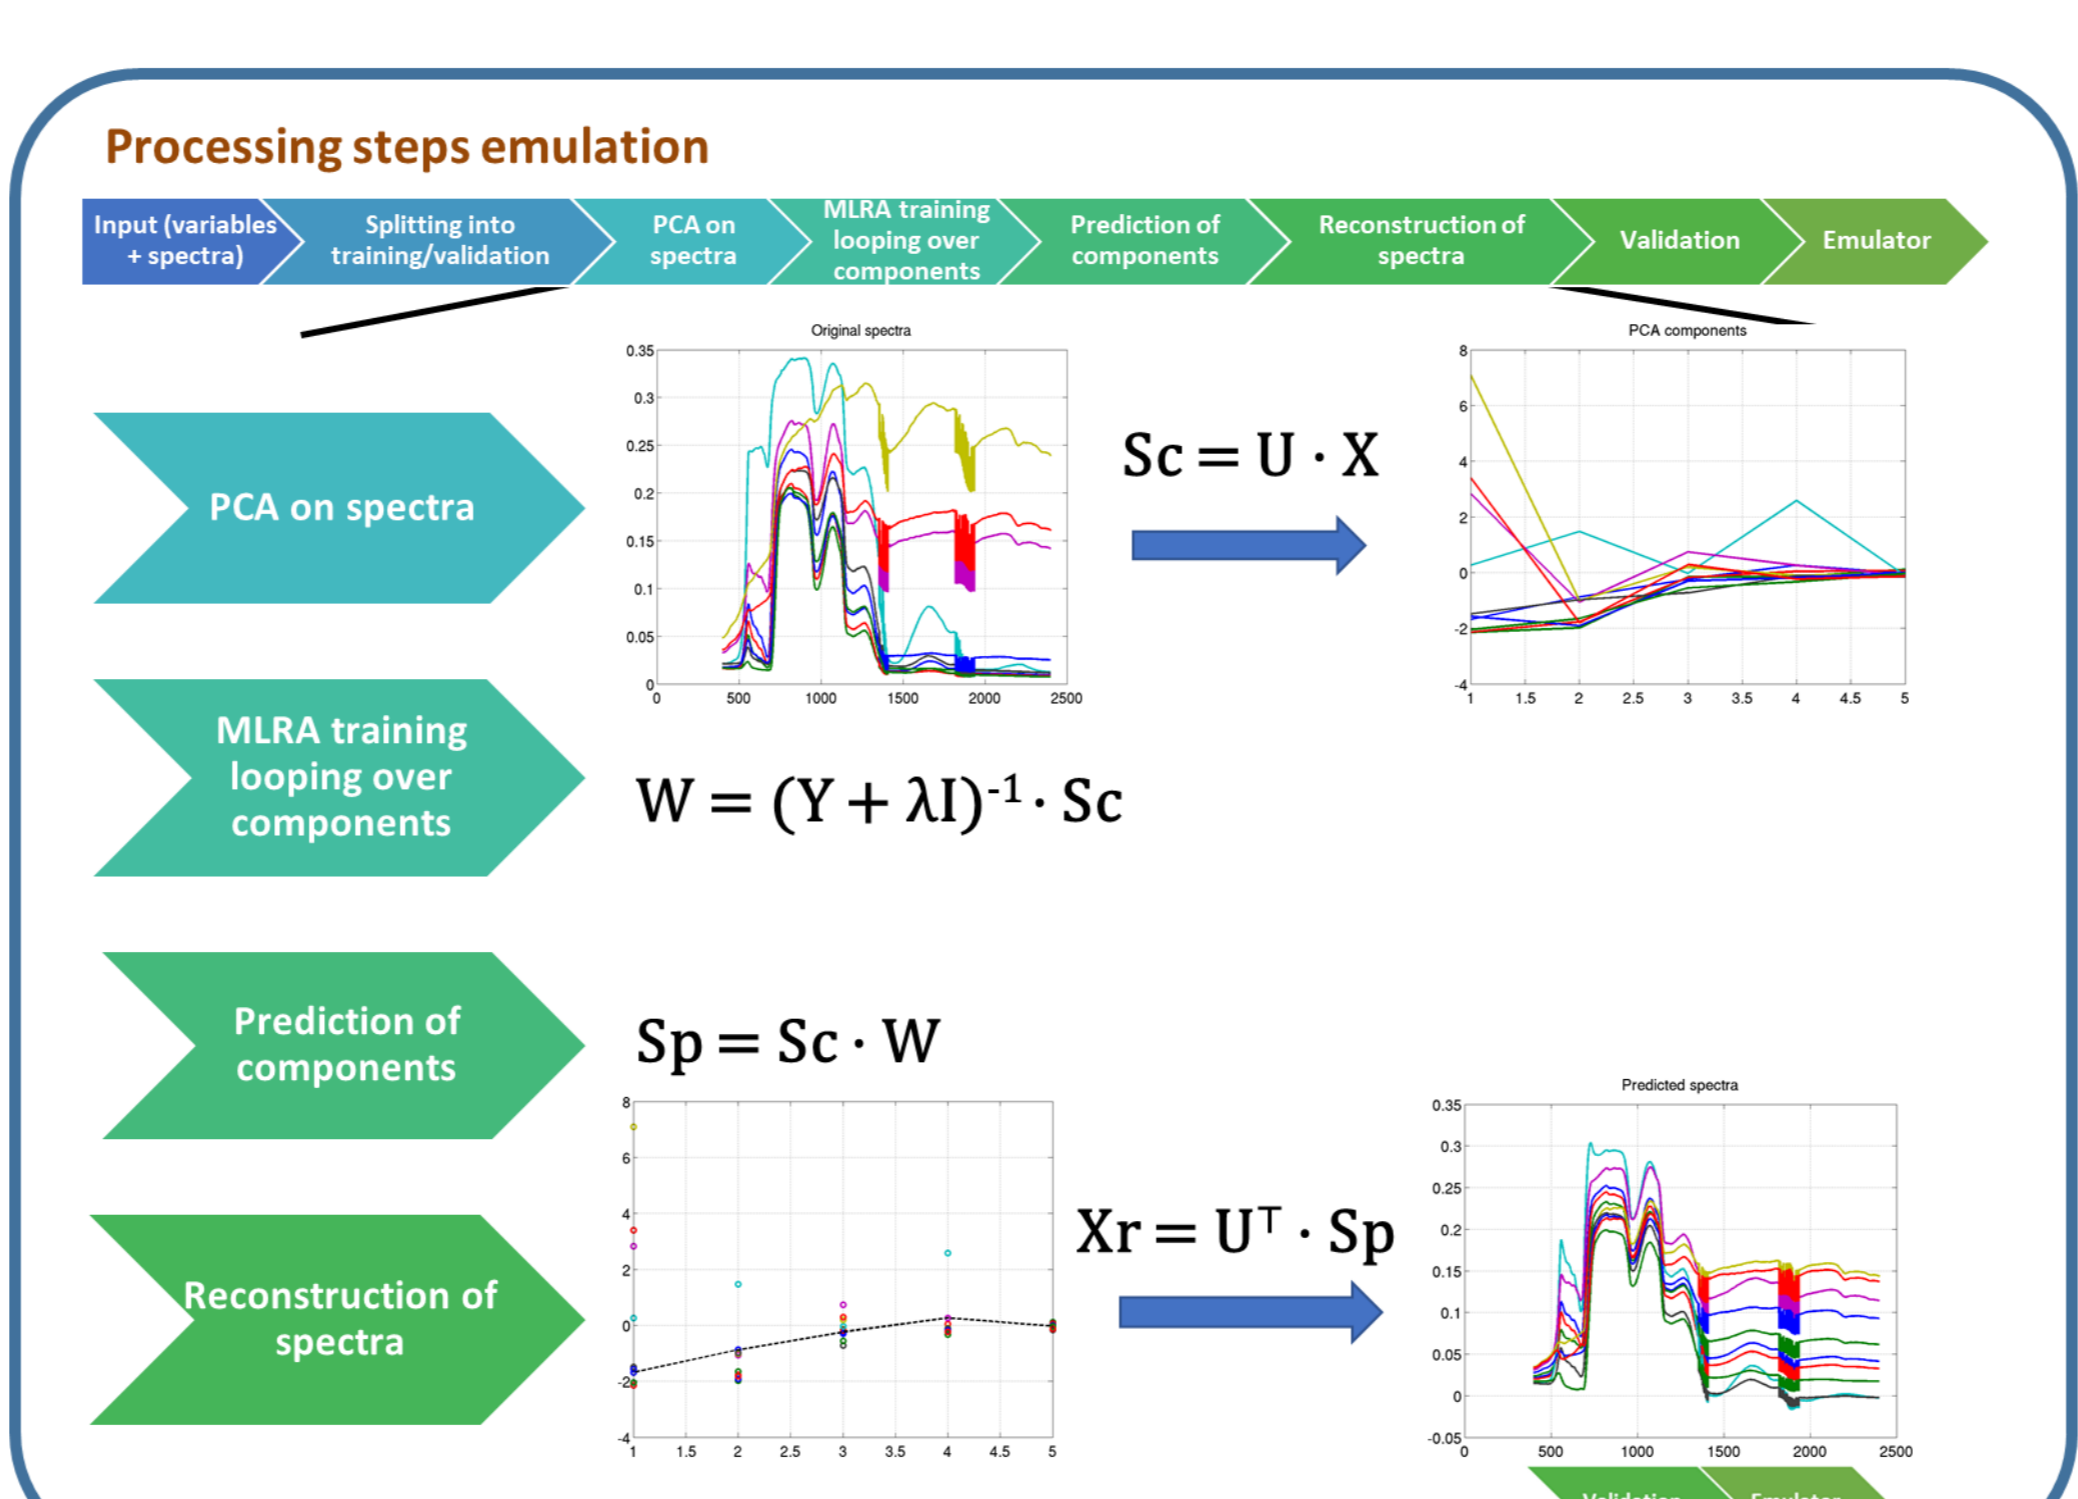 Processing steps emulation
Input (variables
+ spectra)
Splitting into
training/validation
PCA on
spectra
MLRA training
looping over
components
Prediction of
components
Reconstruction of
spectra
Validation
Emulator
PCA on spectra
Original spectra
0.35
0.3
0.25
0.2
0.15
0.1
0.05
0
0 500 1000 1500 2000 2500
Sc = U · X
PCA components
8
6
4
2
0
-2
-4
1 1.5 2 2.5 3 3.5 4 4.5 5
MLRA training
looping over
components
W = (Y + λI)⁻¹ · Sc
Prediction of
components
Sp = Sc · W
8
6
4
2
0
-2
-4
1 1.5 2 2.5 3 3.5 4 4.5 5
Reconstruction of
spectra
Xr = Uᵀ · Sp
Predicted spectra
0.35
0.3
0.25
0.2
0.15
0.1
0.05
0
-0.05
0 500 1000 1500 2000 2500
Validation
Emulator